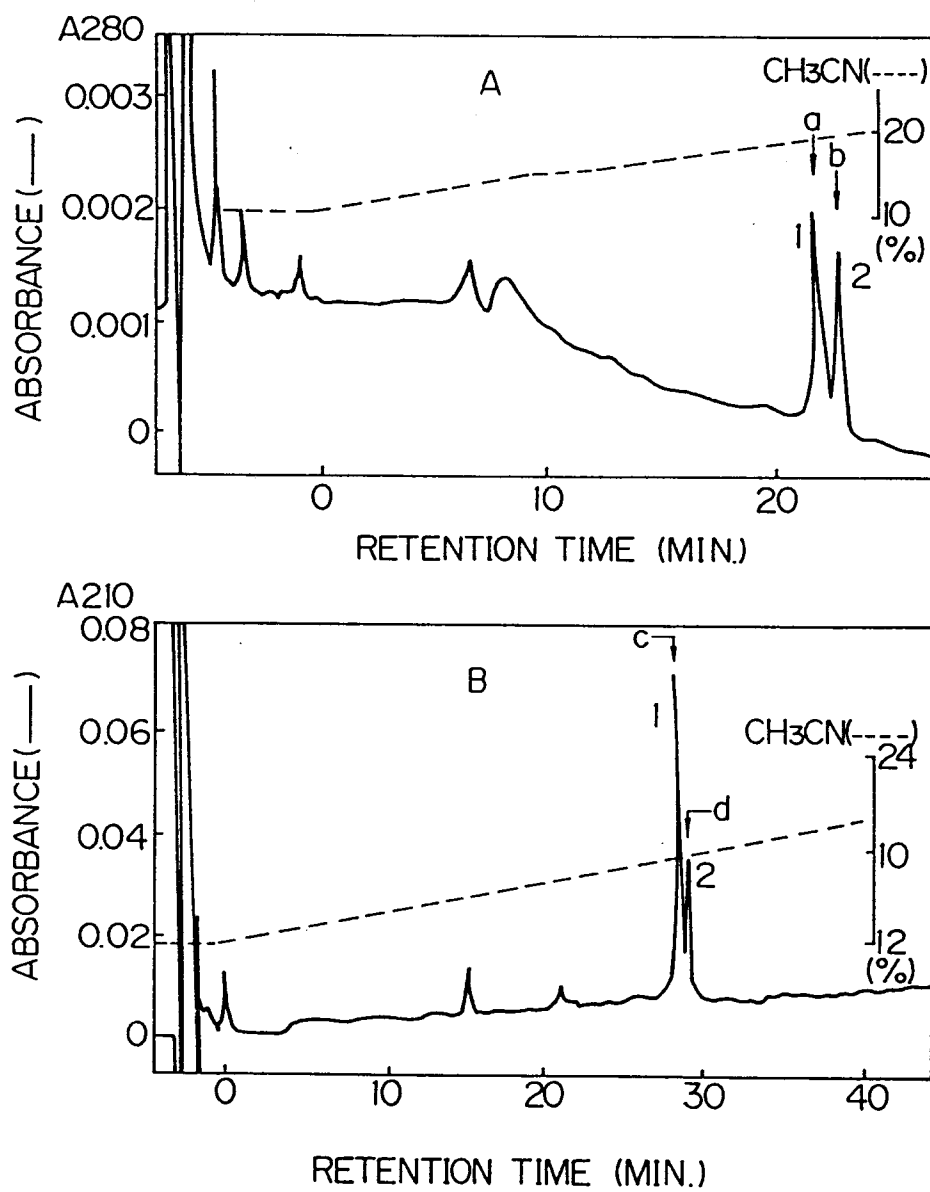 A280
CH3CN(----)
A
a
20
b
10
(%)
1
2
0.003
0.002
0.001
0
ABSORBANCE(—)
0
10
20
RETENTION TIME (MIN.)
A210
0.08
c
B
1
0.06
CH3CN(----)
24
d
0.04
10
2
0.02
12
(%)
0
ABSORBANCE(—)
0
10
20
30
40
RETENTION TIME (MIN.)